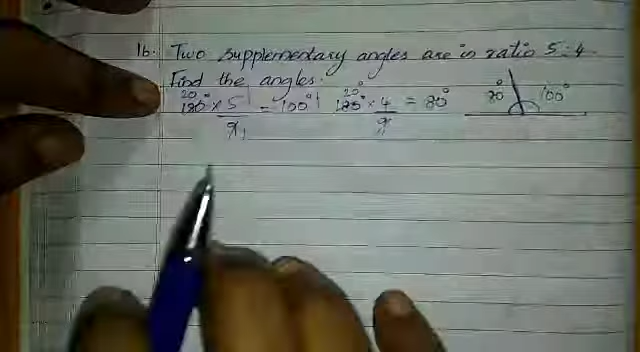 16. Two supplementary angles are in ratio 5:4.
Find the angles.
20° 20°
180° × 5 = 100° 180° × 4 = 80° 80° 100°
9 9